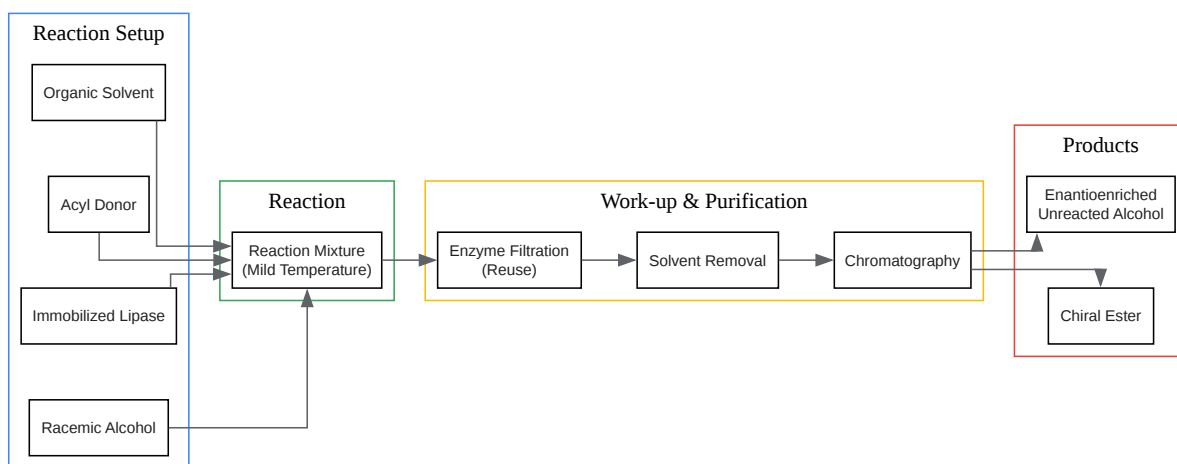 Reaction Setup
Organic Solvent
Acyl Donor
Immobilized Lipase
Racemic Alcohol
Reaction
Reaction Mixture
(Mild Temperature)
Work-up & Purification
Enzyme Filtration
(Reuse)
Solvent Removal
Chromatography
Products
Enantioenriched
Unreacted Alcohol
Chiral Ester